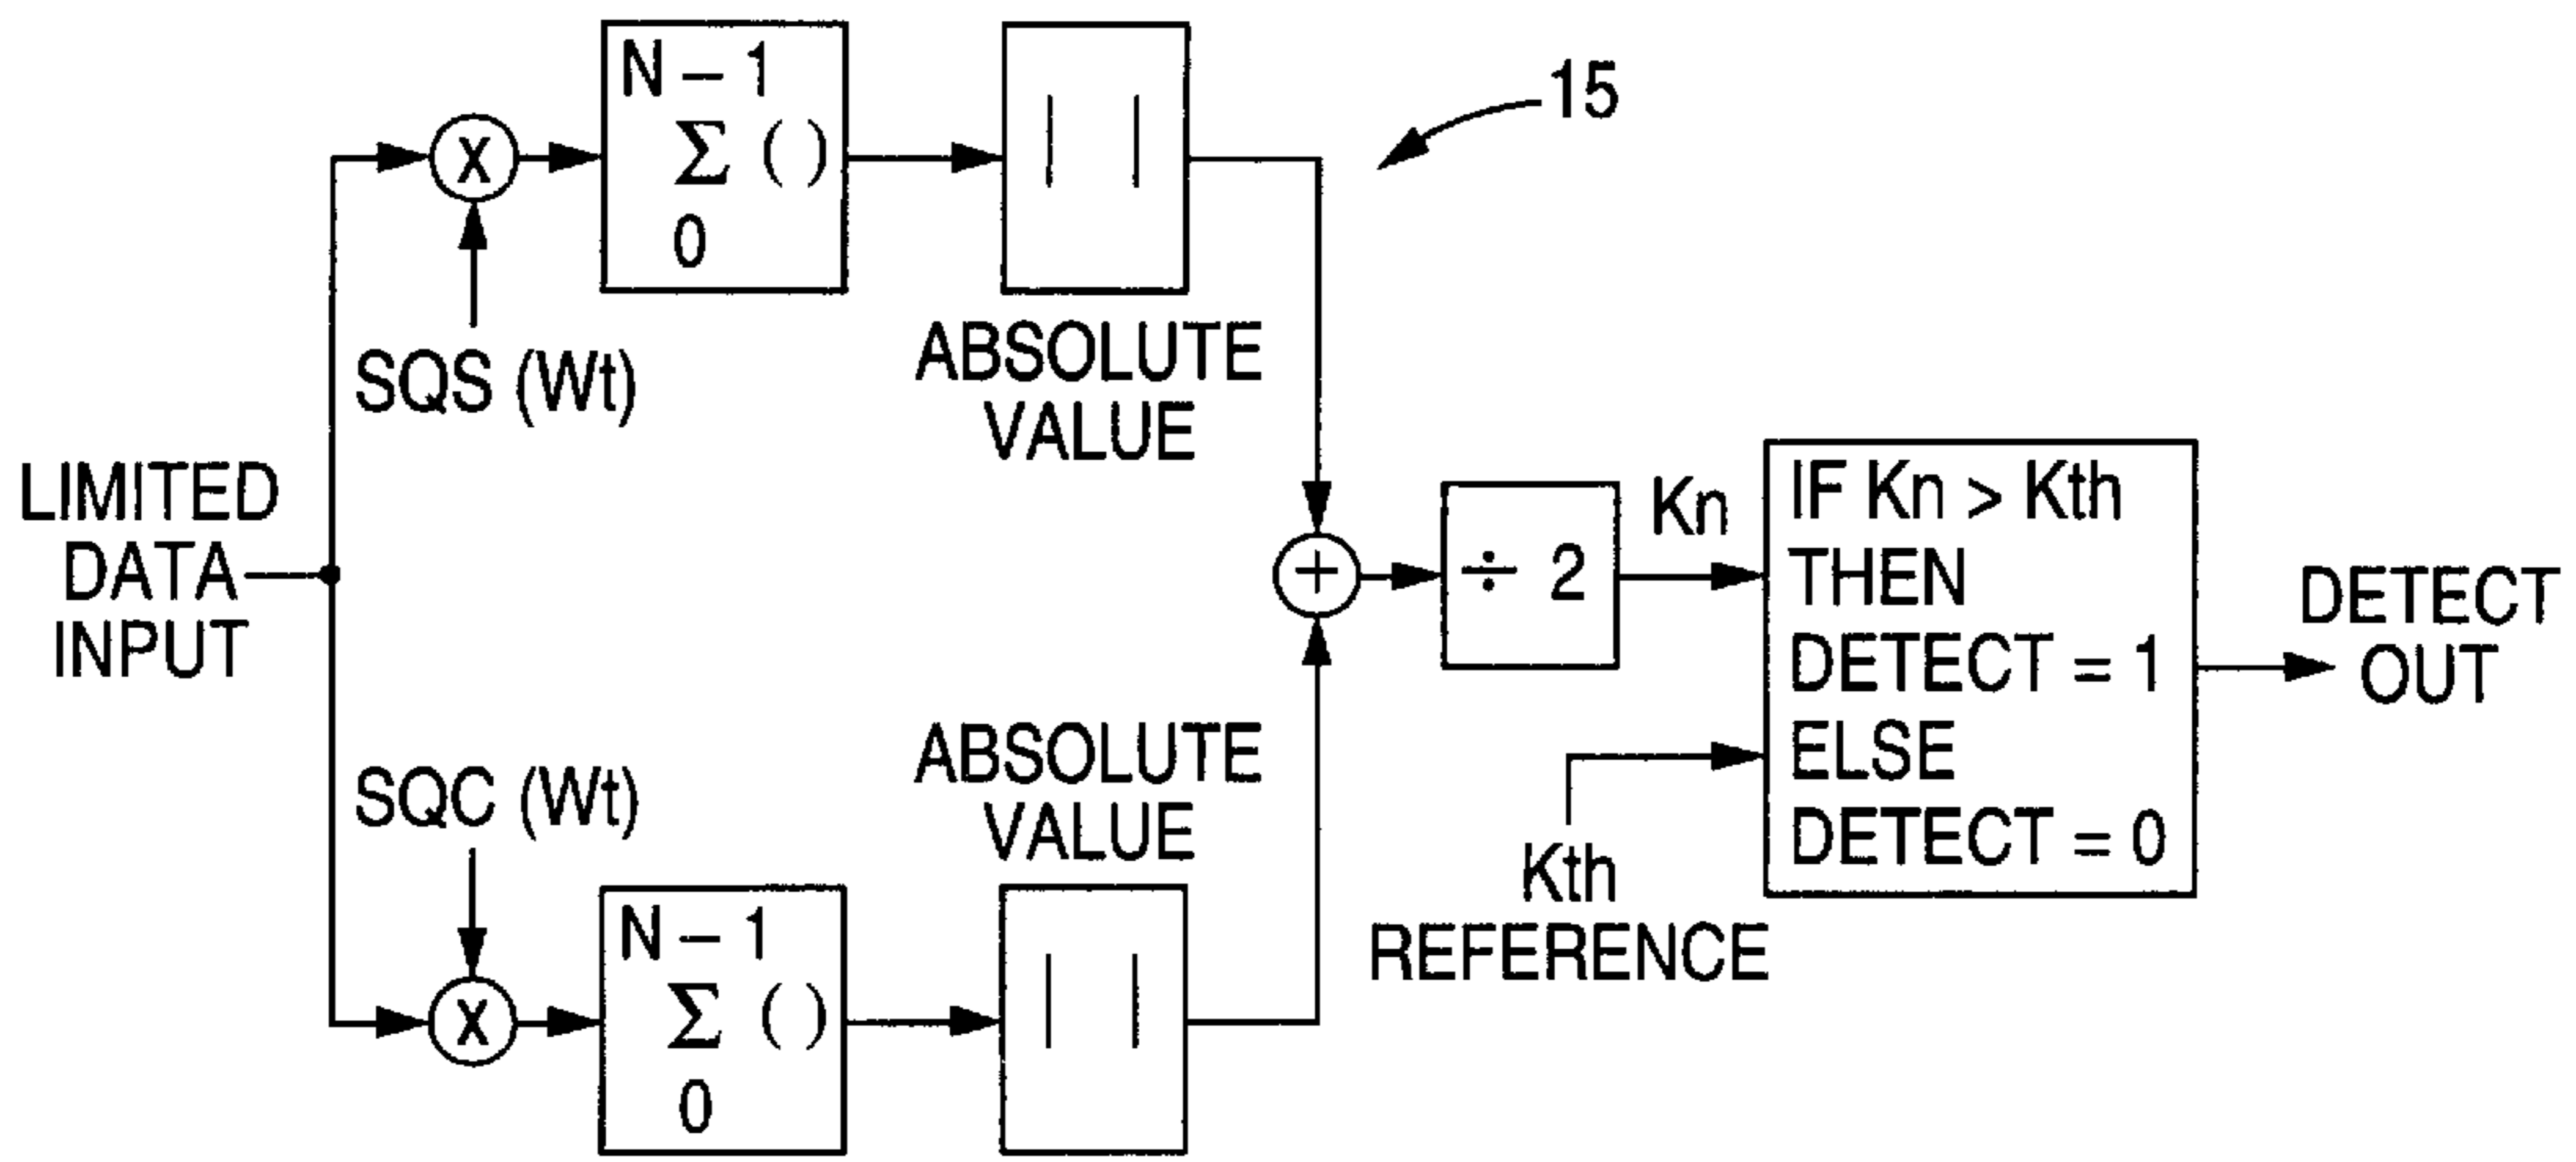 N – 1
Σ ( )
0
| |
15
X
SQS (Wt)
ABSOLUTE
VALUE
LIMITED
DATA
INPUT
+
÷ 2
Kn
IF Kn > Kth
THEN
DETECT = 1
ELSE
DETECT = 0
DETECT
OUT
Kth
REFERENCE
SQC (Wt)
ABSOLUTE
VALUE
X
N – 1
Σ ( )
0
| |